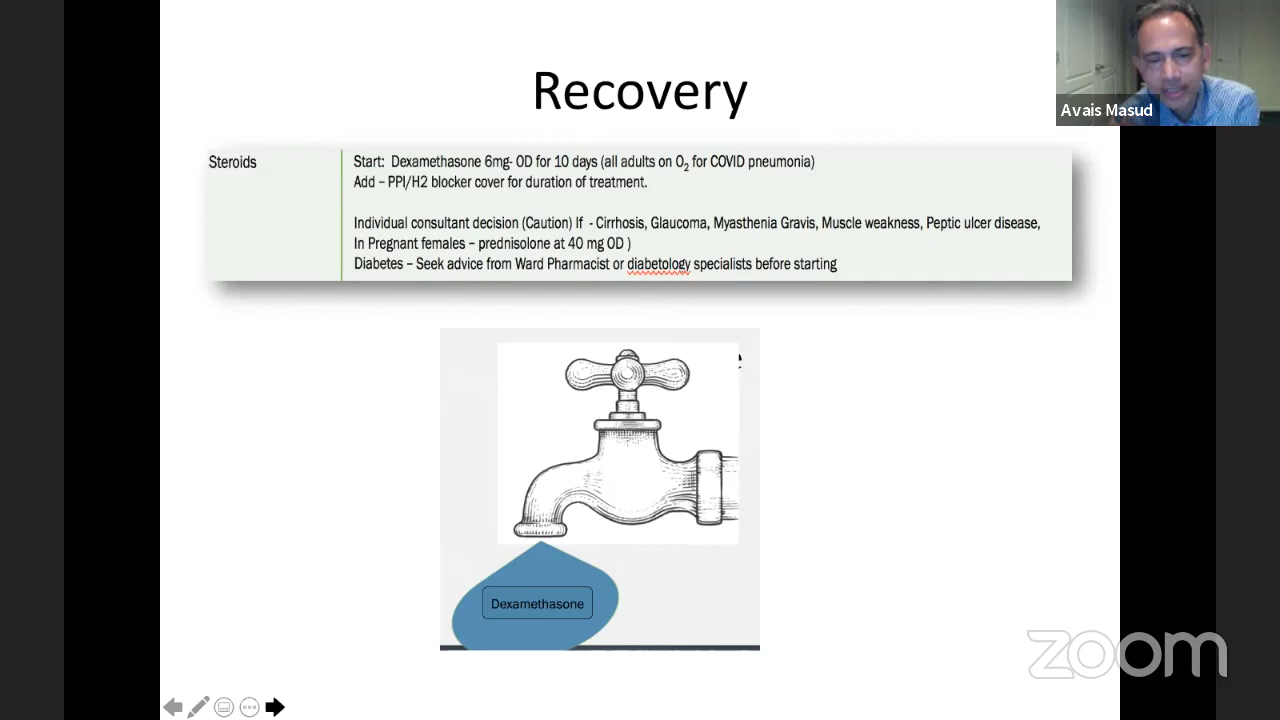 Recovery
Avais Masud
Steroids
Start: Dexamethasone 6mg- OD for 10 days (all adults on O₂ for COVID pneumonia)
Add – PPI/H2 blocker cover for duration of treatment.
Individual consultant decision (Caution) If - Cirrhosis, Glaucoma, Myasthenia Gravis, Muscle weakness, Peptic ulcer disease,
In Pregnant females – prednisolone at 40 mg OD )
Diabetes – Seek advice from Ward Pharmacist or diabetology specialists before starting
Dexamethasone
zoom